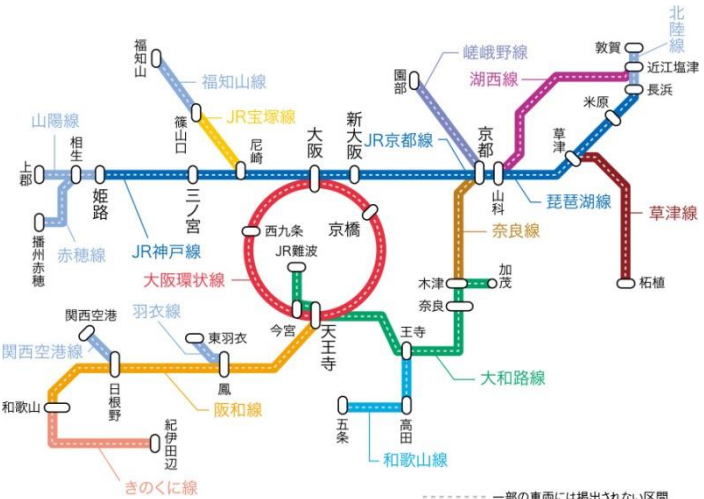 北陸線
敦賀
近江塩津
長浜
米原
嵯峨野線
湖西線
園部
福知山
福知山線
JR宝塚線
篠山口
尼崎
大阪
新大阪
JR京都線
京都
山科
草津
琵琶湖線
草津線
柘植
山陽線
上郡
相生
姫路
播州赤穂
赤穂線
JR神戸線
三ノ宮
西九条
京橋
JR難波
大阪環状線
今宮
天王寺
奈良線
木津
加茂
奈良
王寺
大和路線
羽衣線
東羽衣
関西空港
関西空港線
日根野
鳳
阪和線
和歌山
紀伊田辺
きのくに線
五条
高田
和歌山線
一部の車両には掲出されない区間